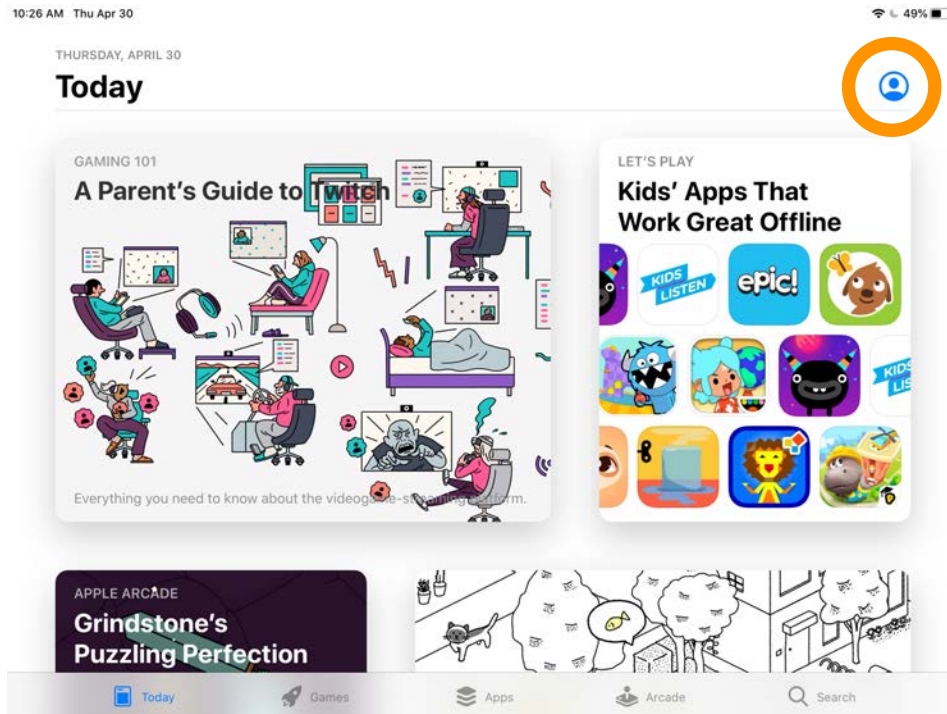 10:26 AM Thu Apr 30
49%
THURSDAY, APRIL 30
Today
GAMING 101
A Parent's Guide to Twitch
Everything you need to know about the videogame-streaming platform.
LET'S PLAY
Kids' Apps That
Work Great Offline
KIDS
LISTEN
epic!
KIDS
LIS
APPLE ARCADE
Grindstone's
Puzzling Perfection
Today
Games
Apps
Arcade
Search